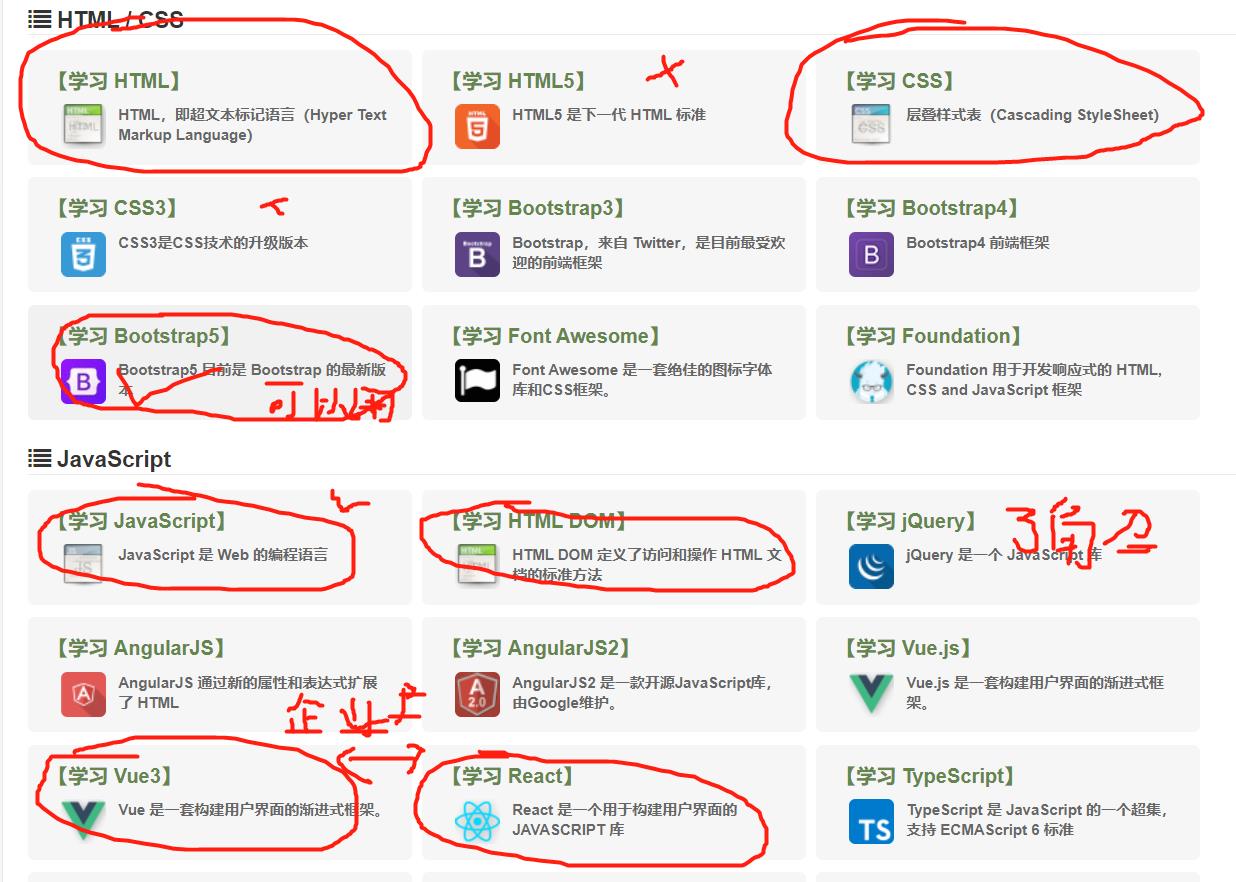 HTML / CSS
【学习 HTML】
HTML
HTML
HTML，即超文本标记语言（Hyper Text
Markup Language)
【学习 HTML5】
HTML
5
HTML5 是下一代 HTML 标准
【学习 CSS】
CSS
CSS
层叠样式表（Cascading StyleSheet)
【学习 CSS3】
CSS
3
CSS3是CSS技术的升级版本
【学习 Bootstrap3】
Bootstrap
B
Bootstrap，来自 Twitter，是目前最受欢
迎的前端框架
【学习 Bootstrap4】
B
Bootstrap4 前端框架
【学习 Bootstrap5】
B
Bootstrap5 目前是 Bootstrap 的最新版
本
可以用
【学习 Font Awesome】
Font Awesome 是一套绝佳的图标字体
库和CSS框架。
【学习 Foundation】
Foundation 用于开发响应式的 HTML,
CSS and JavaScript 框架
JavaScript
【学习 JavaScript】
JS
JavaScript 是 Web 的编程语言
【学习 HTML DOM】
HTML
HTML
HTML DOM 定义了访问和操作 HTML 文
档的标准方法
【学习 jQuery】
jQuery 是一个 JavaScript 库
【学习 AngularJS】
A
AngularJS 通过新的属性和表达式扩展
了 HTML
【学习 AngularJS2】
A
2.0
AngularJS2 是一款开源JavaScript库，
由Google维护。
【学习 Vue.js】
Vue.js 是一套构建用户界面的渐进式框
架。
企业上
【学习 Vue3】
Vue 是一套构建用户界面的渐进式框架。
【学习 React】
React 是一个用于构建用户界面的
JAVASCRIPT 库
【学习 TypeScript】
TS
TypeScript 是 JavaScript 的一个超集，
支持 ECMAScript 6 标准